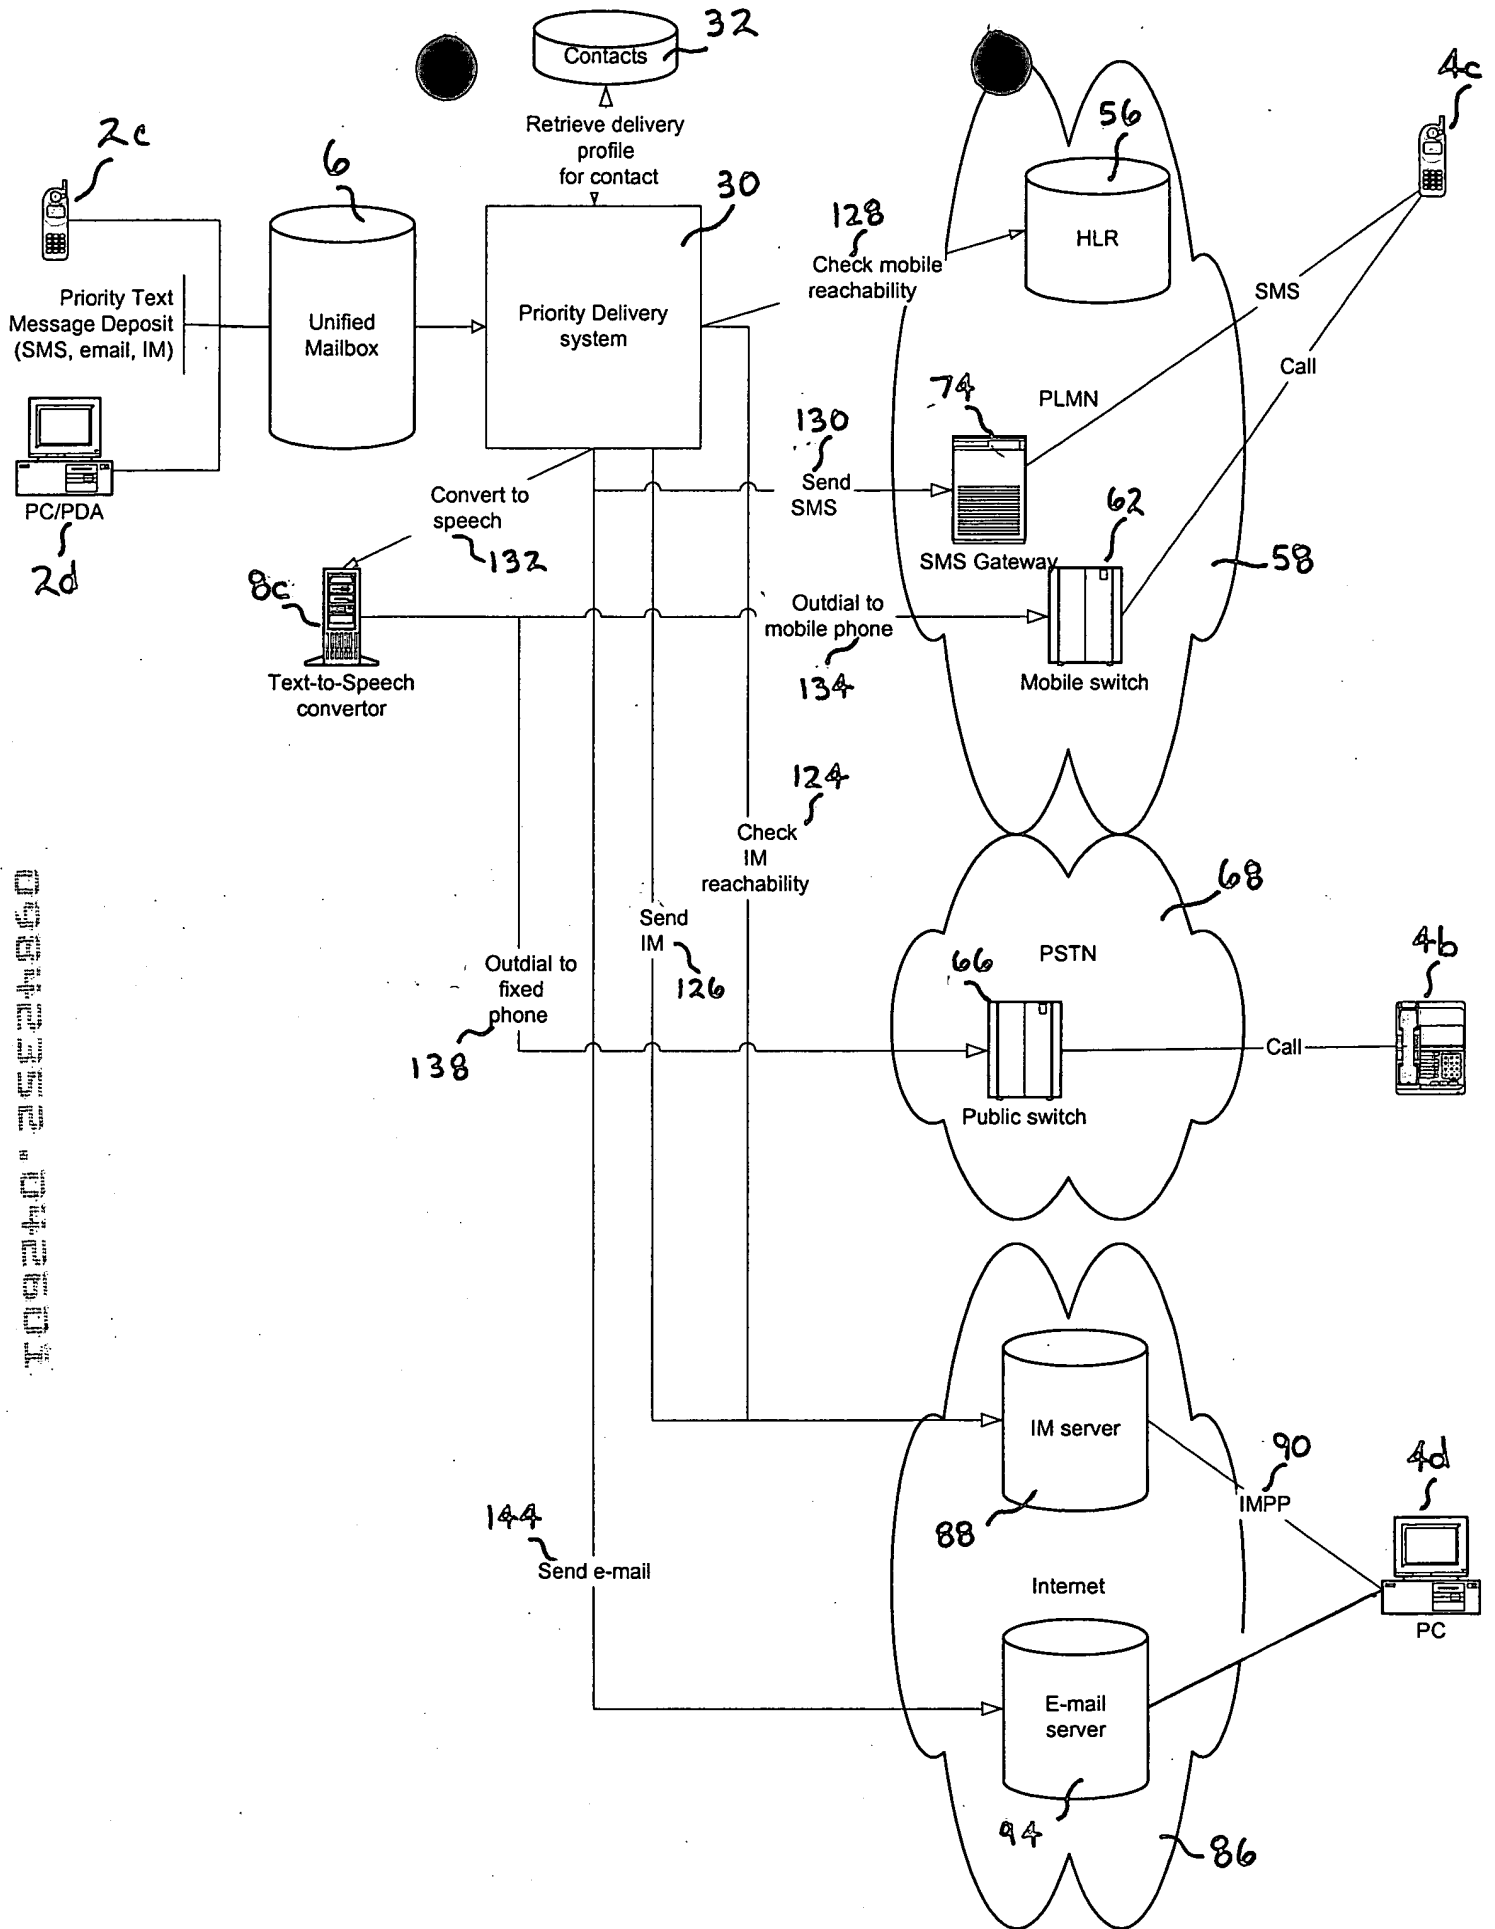 32
Contacts
4c
2c
6
56
Retrieve delivery
profile
for contact
30
128
HLR
Check mobile
reachability
Priority Text
Message Deposit
(SMS, email, IM)
Unified
Mailbox
Priority Delivery
system
SMS
Call
74
PLMN
130
Send
SMS
Convert to
speech
132
62
PC/PDA
2d
SMS Gateway
58
8c
Outdial to
mobile phone
134
Text-to-Speech
convertor
Mobile switch
124
Check
IM
reachability
68
Send
IM
126
PSTN
66
4b
Outdial to
fixed
phone
138
Call
Public switch
09842352.042601
IM server
90
4d
IMPP
88
144
Send e-mail
Internet
PC
E-mail
server
94
86